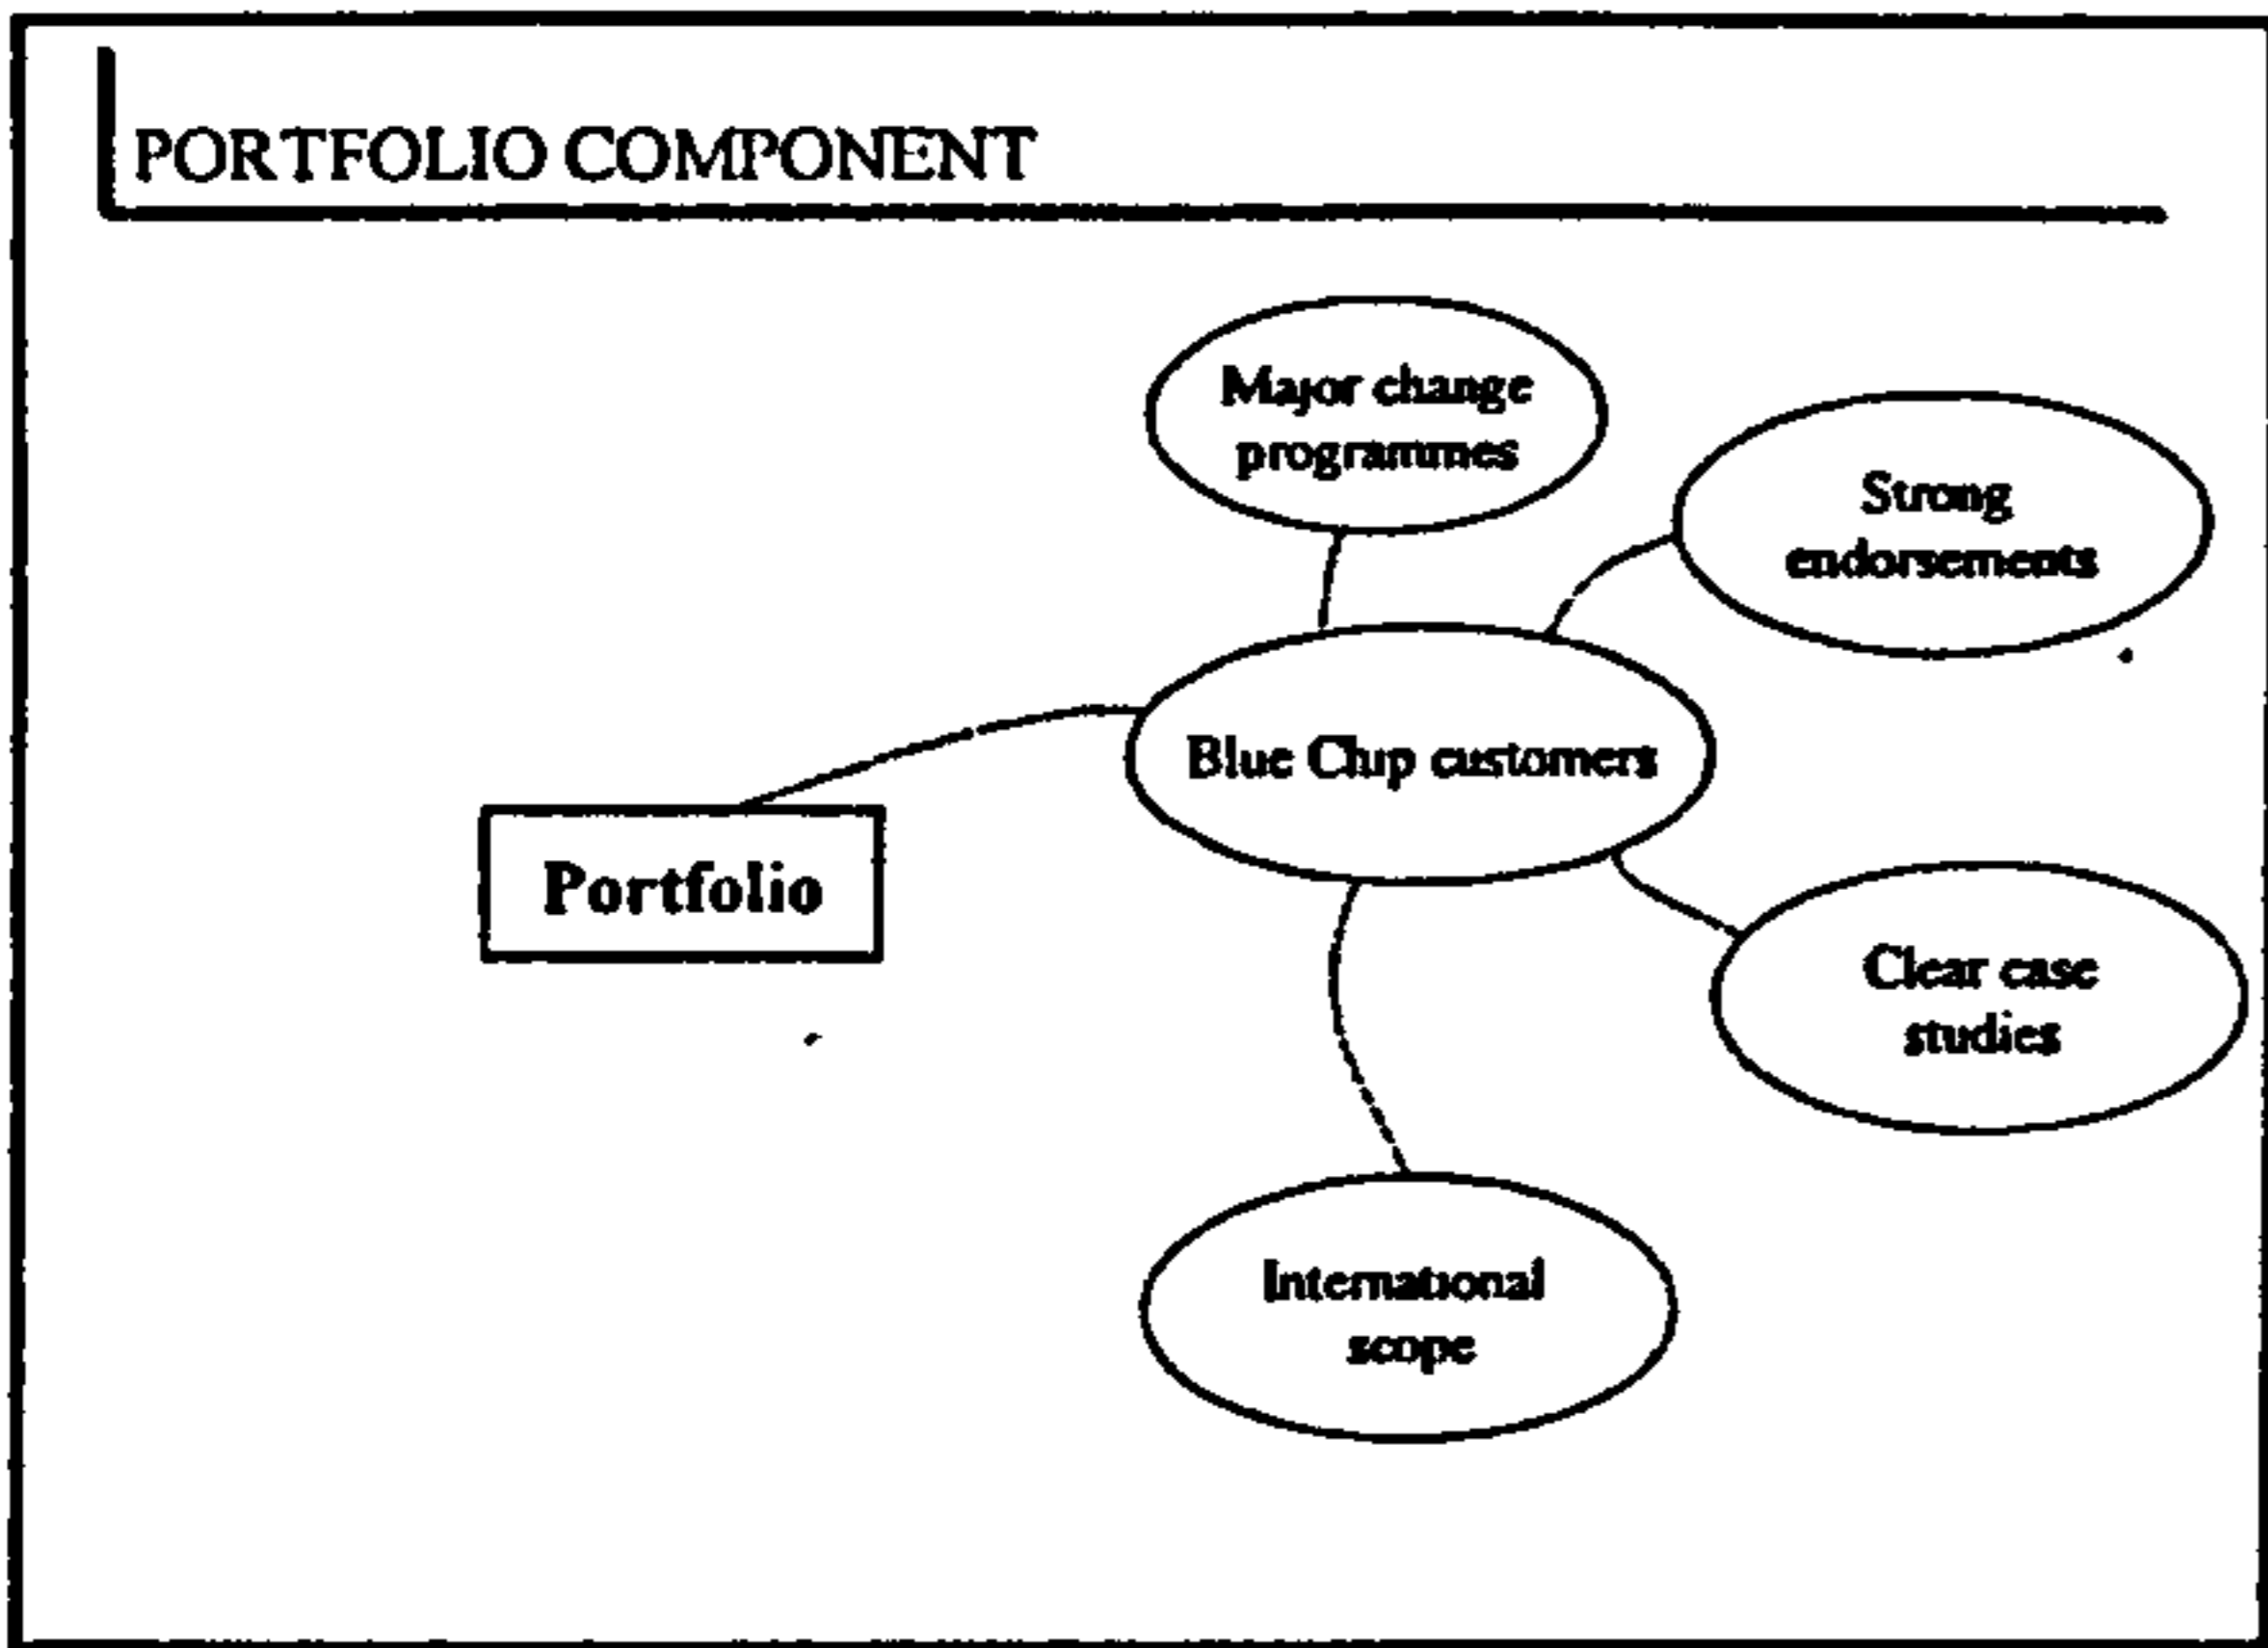 PORTFOLIO COMPONENT
Major change
programmes
Strong
endorsements
Blue Chip customers
Portfolio
Clear case
studies
International
scope